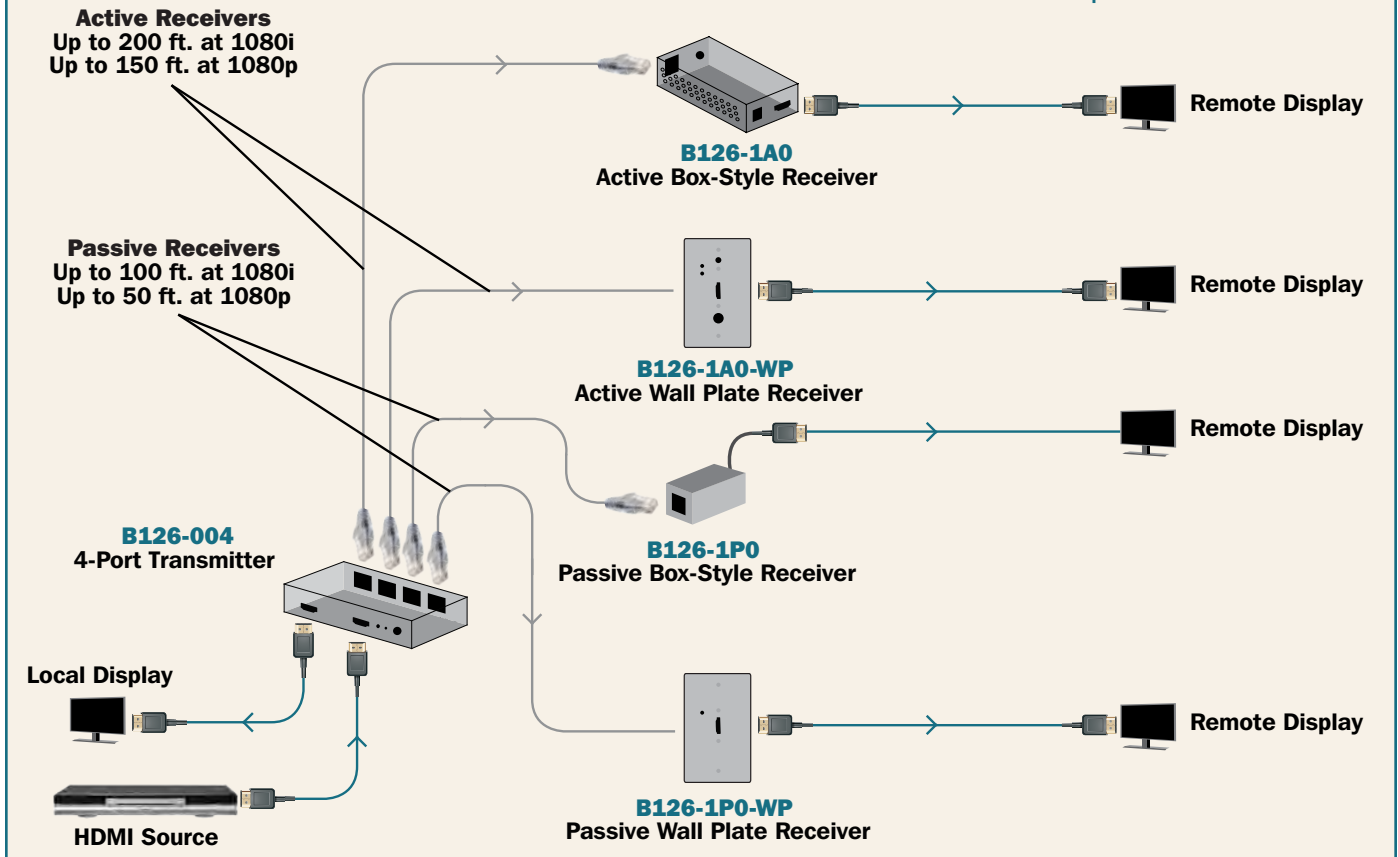 Active Receivers
Up to 200 ft. at 1080i
Up to 150 ft. at 1080p
B126-1A0
Active Box-Style Receiver
Remote Display
Passive Receivers
Up to 100 ft. at 1080i
Up to 50 ft. at 1080p
Remote Display
B126-1A0-WP
Active Wall Plate Receiver
Remote Display
B126-004
4-Port Transmitter
B126-1P0
Passive Box-Style Receiver
Local Display
Remote Display
HDMI Source
B126-1P0-WP
Passive Wall Plate Receiver